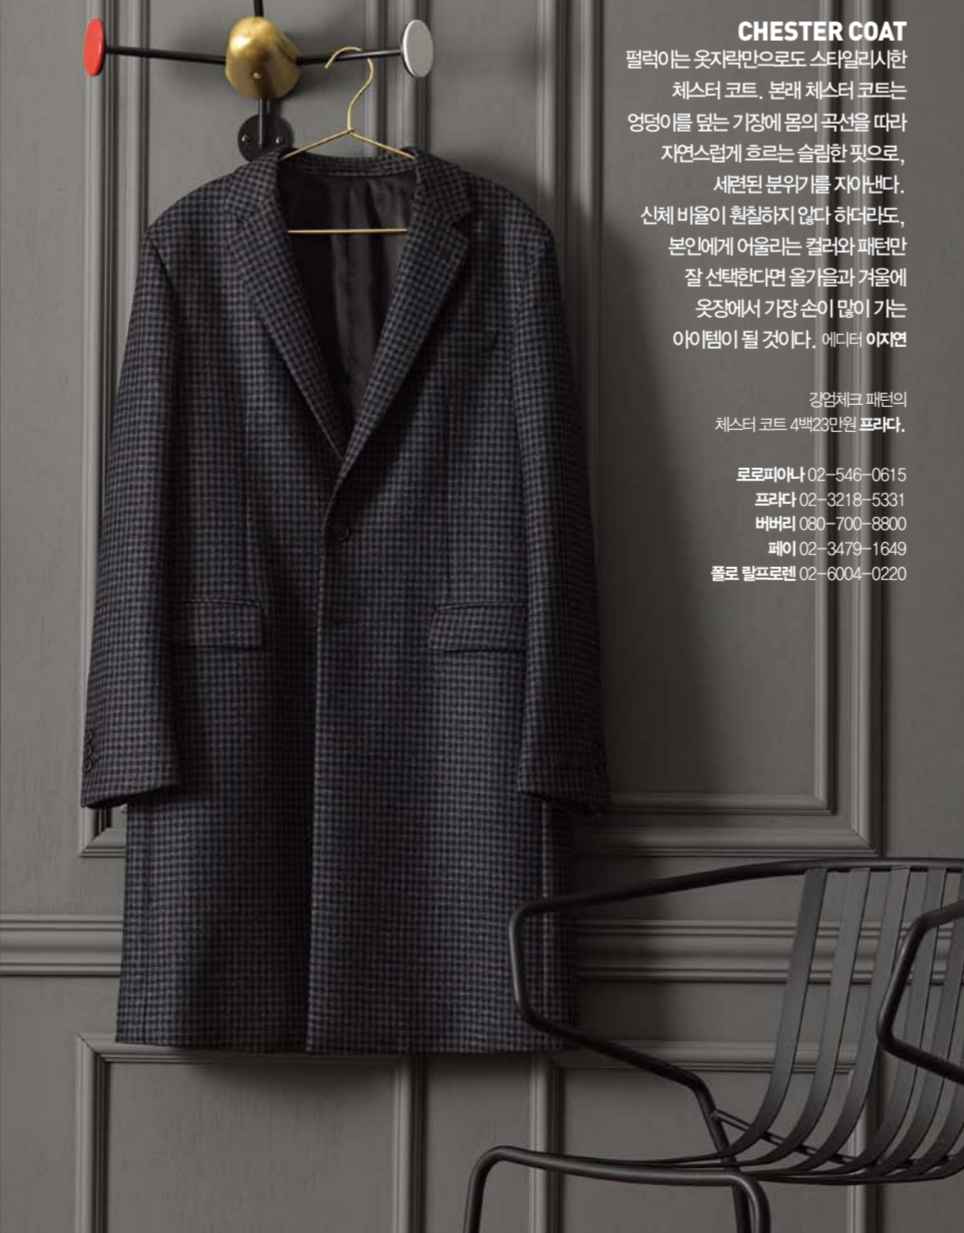 CHESTER COAT
펄럭이는 옷자락만으로도 스타일리시한
체스터 코트. 본래 체스터 코트는
엉덩이를 덮는 기장에 몸의 곡선을 따라
자연스럽게 흐르는 슬림한 핏으로,
세련된 분위기를 자아낸다.
신체 비율이 훤칠하지 않다 하더라도,
본인에게 어울리는 컬러와 패턴만
잘 선택한다면 올가을과 겨울에
옷장에서 가장 손이 많이 가는
아이템이 될 것이다. 에디터 이지연
깅엄체크 패턴의
체스터 코트 4백23만원 프라다.
로로피아나 02-546-0615
프라다 02-3218-5331
버버리 080-700-8800
페이 02-3479-1649
폴로 랄프로렌 02-6004-0220